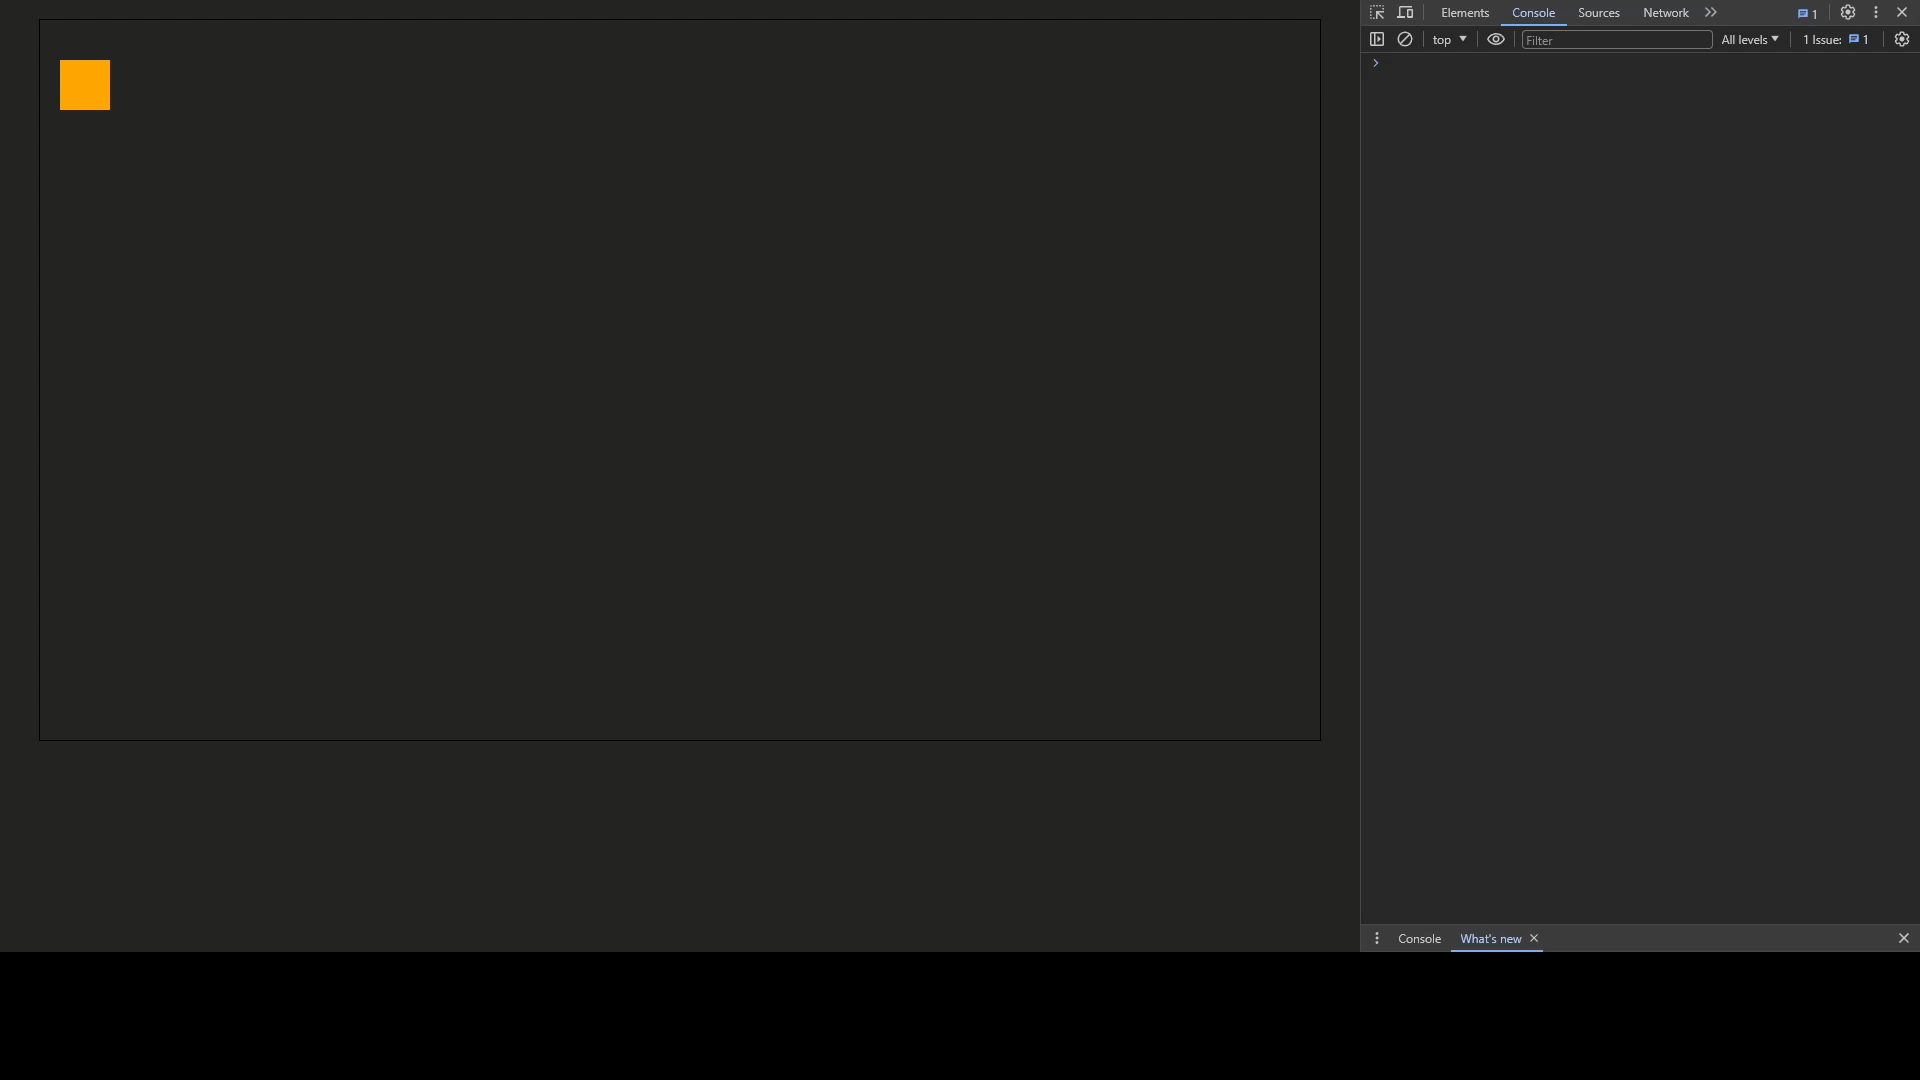 Elements Console Sources Network 1
top Filter All levels 1 Issue: 1
Console What's new